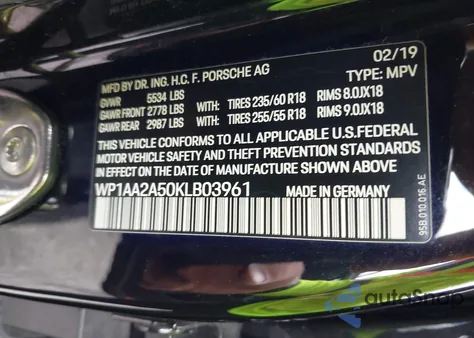 MFD BY DR. ING. H.C. F. PORSCHE AG 02/19
GVWR 5534 LBS TYPE: MPV
GAWR FRONT 2778 LBS WITH: TIRES 235/60 R18 RIMS 8.0JX18
GAWR REAR 2987 LBS WITH: TIRES 255/55 R18 RIMS 9.0JX18
THIS VEHICLE CONFORMS TO ALL APPLICABLE U.S.FEDERAL
MOTOR VEHICLE SAFETY AND THEFT PREVENTION STANDARDS
IN EFFECT ON THE DATE OF MANUFACTURE SHOWN ABOVE
WP1AA2A50KLB03961 MADE IN GERMANY
95B.010.016.AE
autoSnap